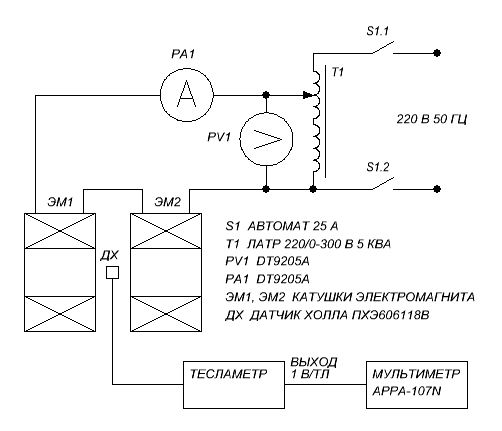 S1.1
PA1
T1
A
PV1
V
220 В 50 ГЦ
S1.2
ЭМ1
ЭМ2
S1 АВТОМАТ 25 А
T1 ЛАТР 220/0-300 В 5 КВА
ДХ
PV1 DT9205A
PA1 DT9205A
ЭМ1, ЭМ2 КАТУШКИ ЭЛЕКТРОМАГНИТА
ДХ ДАТЧИК ХОЛЛА ПХЭ606118В
ВЫХОД
1 В/ТЛ
ТЕСЛАМЕТР
МУЛЬТИМЕТР
APPA-107N